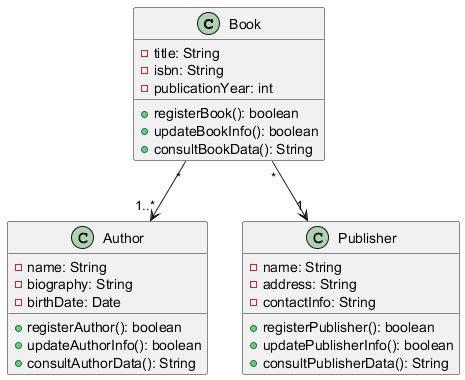 C Book
title: String
isbn: String
publicationYear: int
registerBook(): boolean
updateBookInfo(): boolean
consultBookData(): String
* *
1..* 1
C Author
name: String
biography: String
birthDate: Date
registerAuthor(): boolean
updateAuthorInfo(): boolean
consultAuthorData(): String
C Publisher
name: String
address: String
contactInfo: String
registerPublisher(): boolean
updatePublisherInfo(): boolean
consultPublisherData(): String